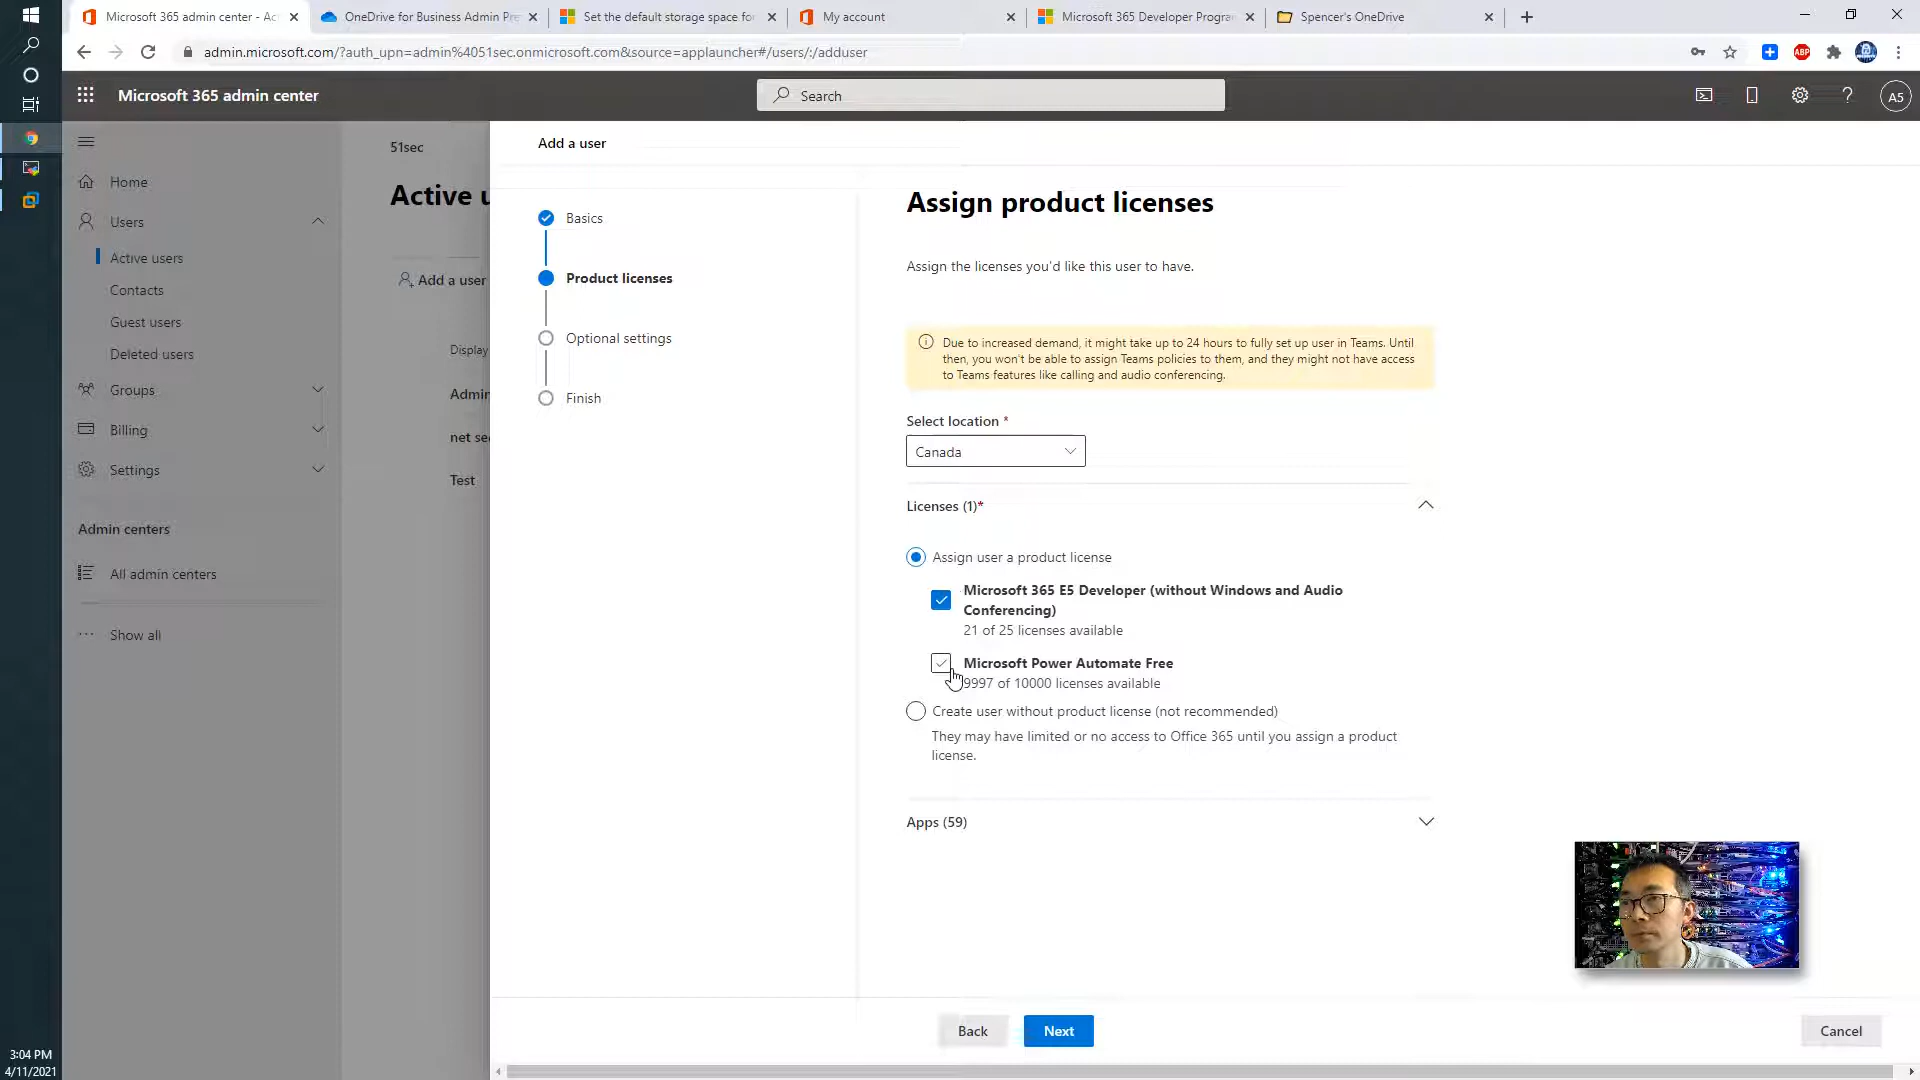 Microsoft 365 admin center - Ac
OneDrive for Business Admin Pre
Set the default storage space fo
My account
Microsoft 365 Developer Progra
Spencer's OneDrive
admin.microsoft.com/?auth_upn=admin%4051sec.onmicrosoft.com&source=applauncher#/users/:/adduser
ABP
Microsoft 365 admin center
Search
A5
Home
Users
Active users
Contacts
Guest users
Deleted users
Groups
Billing
Settings
Admin centers
All admin centers
Show all
51sec
Active u
Add a user
Display
Admin
net se
Test
Add a user
Basics
Product licenses
Optional settings
Finish
Assign product licenses
Assign the licenses you'd like this user to have.
Due to increased demand, it might take up to 24 hours to fully set up user in Teams. Until
then, you won't be able to assign Teams policies to them, and they might not have access
to Teams features like calling and audio conferencing.
Select location *
Canada
Licenses (1)*
Assign user a product license
Microsoft 365 E5 Developer (without Windows and Audio
Conferencing)
21 of 25 licenses available
Microsoft Power Automate Free
9997 of 10000 licenses available
Create user without product license (not recommended)
They may have limited or no access to Office 365 until you assign a product
license.
Apps (59)
Back
Next
Cancel
3:04 PM
4/11/2021